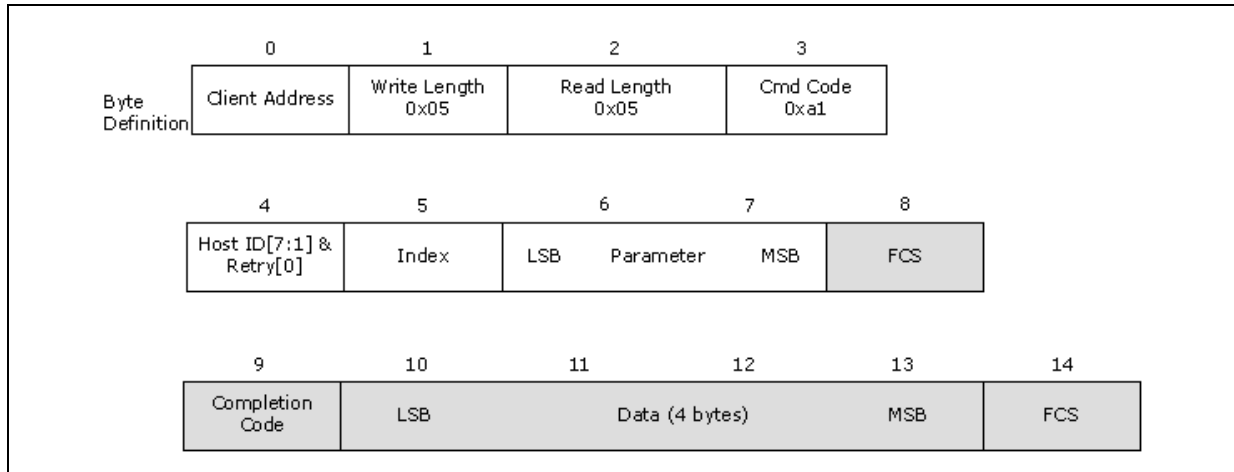 0 1 2 3
Byte
Definition
Client Address
Write Length
0x05
Read Length
0x05
Cmd Code
0xa1
4 5 6 7 8
Host ID[7:1] &
Retry[0]
Index
LSB Parameter MSB
FCS
9 10 11 12 13 14
Completion
Code
LSB Data (4 bytes) MSB
FCS